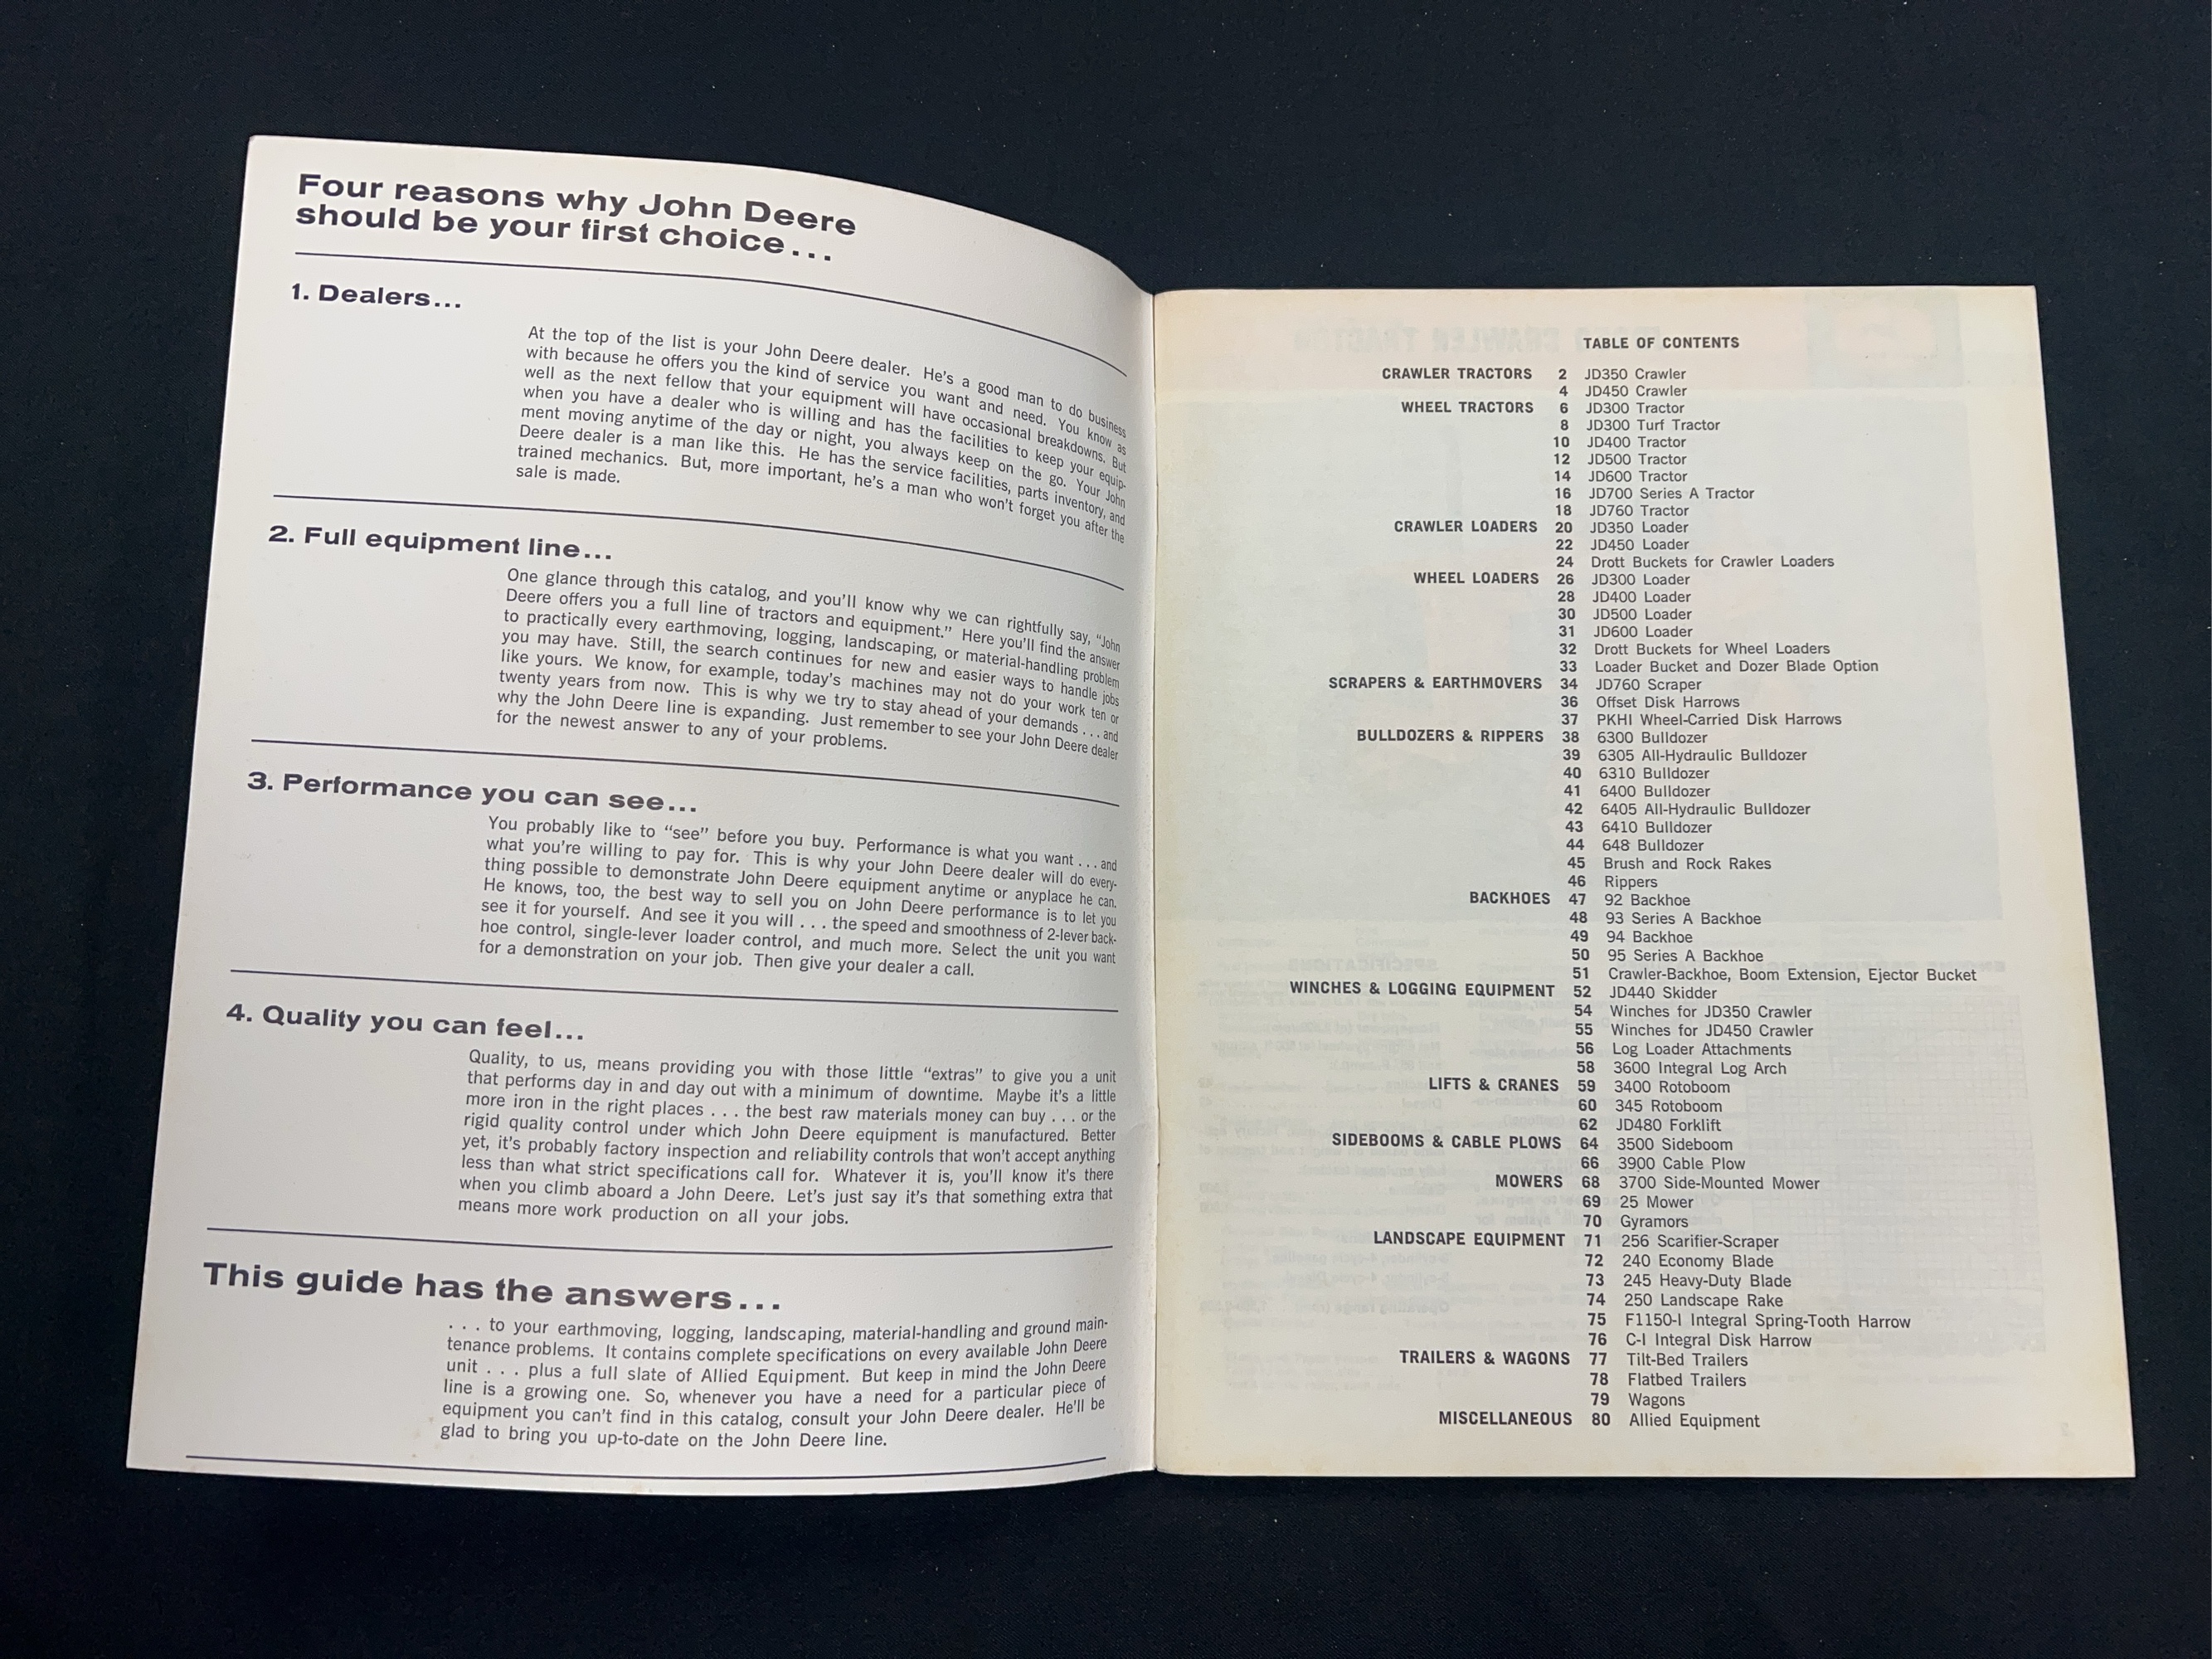 Four reasons why John Deere
should be your first choice...
1. Dealers...
At the top of the list is your John Deere dealer. He's a good man to do business
with because he offers you the kind of service you want and need. You know as
well as the next fellow that your equipment will have occasional breakdowns. But
when you have a dealer who is willing and has the facilities to keep your equip-
ment moving anytime of the day or night, you always keep on the go. Your John
Deere dealer is a man like this. He has the service facilities, parts inventory, and
trained mechanics. But, more important, he's a man who won't forget you after the
sale is made.
2. Full equipment line...
One glance through this catalog, and you'll know why we can rightfully say, "John
Deere offers you a full line of tractors and equipment." Here you'll find the answer
to practically every earthmoving, logging, landscaping, or material-handling problem
you may have. Still, the search continues for new and easier ways to handle jobs
like yours. We know, for example, today's machines may not do your work ten or
twenty years from now. This is why we try to stay ahead of your demands . . . and
why the John Deere line is expanding. Just remember to see your John Deere dealer
for the newest answer to any of your problems.
3. Performance you can see...
You probably like to "see" before you buy. Performance is what you want . . . and
what you're willing to pay for. This is why your John Deere dealer will do every-
thing possible to demonstrate John Deere equipment anytime or anyplace he can.
He knows, too, the best way to sell you on John Deere performance is to let you
see it for yourself. And see it you will . . . the speed and smoothness of 2-lever back-
hoe control, single-lever loader control, and much more. Select the unit you want
for a demonstration on your job. Then give your dealer a call.
4. Quality you can feel...
Quality, to us, means providing you with those little "extras" to give you a unit
that performs day in and day out with a minimum of downtime. Maybe it's a little
more iron in the right places . . . the best raw materials money can buy . . . or the
rigid quality control under which John Deere equipment is manufactured. Better
yet, it's probably factory inspection and reliability controls that won't accept anything
less than what strict specifications call for. Whatever it is, you'll know it's there
when you climb aboard a John Deere. Let's just say it's that something extra that
means more work production on all your jobs.
This guide has the answers...
. . . to your earthmoving, logging, landscaping, material-handling and ground main-
tenance problems. It contains complete specifications on every available John Deere
unit . . . plus a full slate of Allied Equipment. But keep in mind the John Deere
line is a growing one. So, whenever you have a need for a particular piece of
equipment you can't find in this catalog, consult your John Deere dealer. He'll be
glad to bring you up-to-date on the John Deere line.
TABLE OF CONTENTS
CRAWLER TRACTORS 2 JD350 Crawler
4 JD450 Crawler
WHEEL TRACTORS 6 JD300 Tractor
8 JD300 Turf Tractor
10 JD400 Tractor
12 JD500 Tractor
14 JD600 Tractor
16 JD700 Series A Tractor
18 JD760 Tractor
CRAWLER LOADERS 20 JD350 Loader
22 JD450 Loader
24 Drott Buckets for Crawler Loaders
WHEEL LOADERS 26 JD300 Loader
28 JD400 Loader
30 JD500 Loader
31 JD600 Loader
32 Drott Buckets for Wheel Loaders
33 Loader Bucket and Dozer Blade Option
SCRAPERS & EARTHMOVERS 34 JD760 Scraper
36 Offset Disk Harrows
37 PKHI Wheel-Carried Disk Harrows
BULLDOZERS & RIPPERS 38 6300 Bulldozer
39 6305 All-Hydraulic Bulldozer
40 6310 Bulldozer
41 6400 Bulldozer
42 6405 All-Hydraulic Bulldozer
43 6410 Bulldozer
44 648 Bulldozer
45 Brush and Rock Rakes
46 Rippers
BACKHOES 47 92 Backhoe
48 93 Series A Backhoe
49 94 Backhoe
50 95 Series A Backhoe
51 Crawler-Backhoe, Boom Extension, Ejector Bucket
WINCHES & LOGGING EQUIPMENT 52 JD440 Skidder
54 Winches for JD350 Crawler
55 Winches for JD450 Crawler
56 Log Loader Attachments
58 3600 Integral Log Arch
LIFTS & CRANES 59 3400 Rotoboom
60 345 Rotoboom
62 JD480 Forklift
SIDEBOOMS & CABLE PLOWS 64 3500 Sideboom
66 3900 Cable Plow
MOWERS 68 3700 Side-Mounted Mower
69 25 Mower
70 Gyramors
LANDSCAPE EQUIPMENT 71 256 Scarifier-Scraper
72 240 Economy Blade
73 245 Heavy-Duty Blade
74 250 Landscape Rake
75 F1150-I Integral Spring-Tooth Harrow
76 C-I Integral Disk Harrow
TRAILERS & WAGONS 77 Tilt-Bed Trailers
78 Flatbed Trailers
79 Wagons
MISCELLANEOUS 80 Allied Equipment